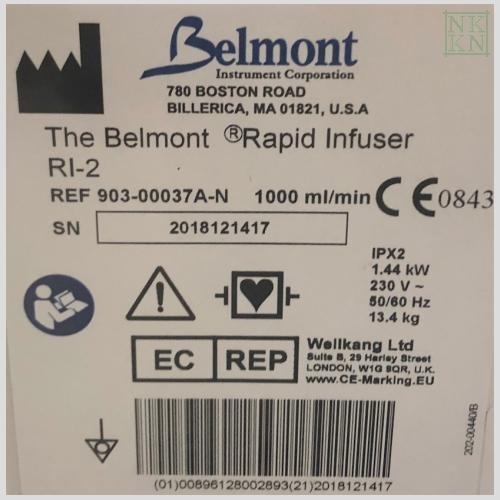 NK
KN
Belmont
Instrument Corporation
780 BOSTON ROAD
BILLERICA, MA 01821, U.S.A
The Belmont ®Rapid Infuser
RI-2
REF 903-00037A-N 1000 ml/min CE 0843
SN 2018121417
IPX2
1.44 kW
230 V ~
50/60 Hz
13.4 kg
EC REP
Wellkang Ltd
Suite B, 29 Harley Street
LONDON, W1G 9QR, U.K.
www.CE-Marking.EU
202-00440/B
(01)00896128002893(21)2018121417